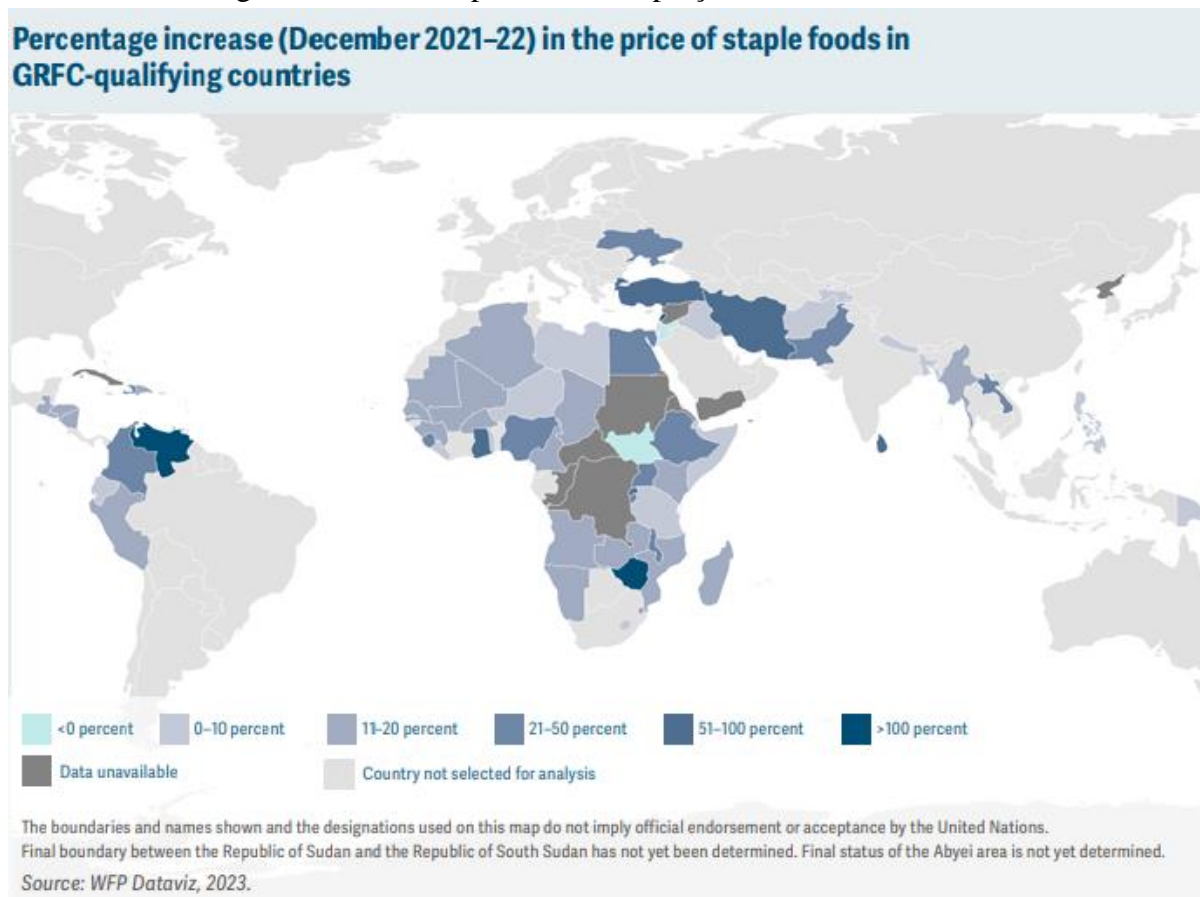 Percentage increase (December 2021–22) in the price of staple foods in
GRFC-qualifying countries
<0 percent
0–10 percent
11–20 percent
21–50 percent
51–100 percent
>100 percent
Data unavailable
Country not selected for analysis
The boundaries and names shown and the designations used on this map do not imply official endorsement or acceptance by the United Nations.
Final boundary between the Republic of Sudan and the Republic of South Sudan has not yet been determined. Final status of the Abyei area is not yet determined.
Source: WFP Dataviz, 2023.